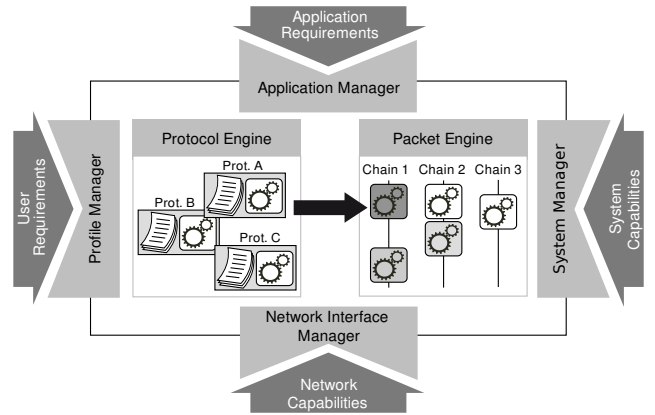 Application
Requirements
Application Manager
User
Requirements
Profile Manager
Protocol Engine
Prot. A
Prot. B
Prot. C
Packet Engine
Chain 1
Chain 2
Chain 3
System Manager
System
Capabilities
Network Interface
Manager
Network
Capabilities